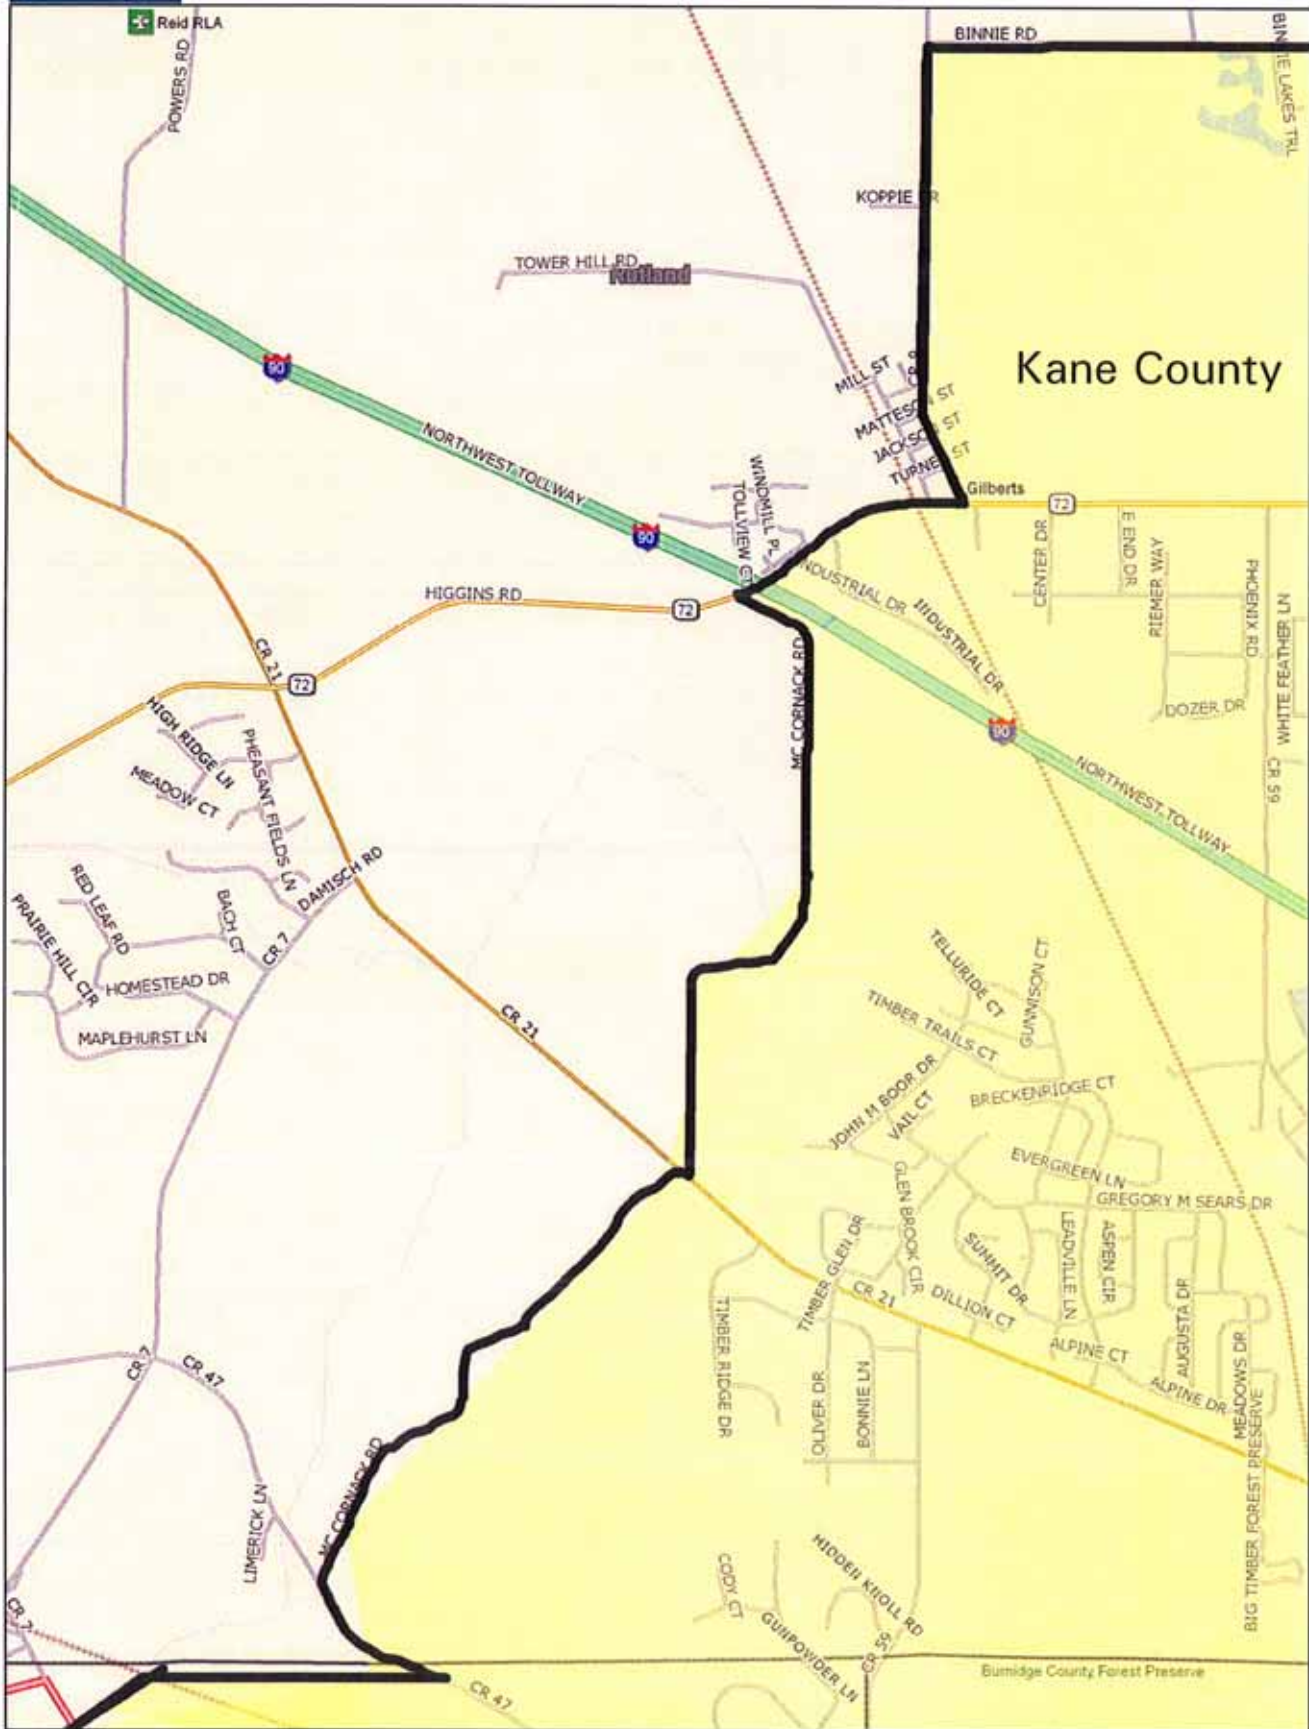 Reid RLA
BINNIE RD
BINNIE LAKES TRL
POWERS RD
KOPPIE DR
TOWER HILL RD
Rutland
90
MILL ST
Kane County
MATTESON ST
JACKSON ST
TURNER ST
NORTHWEST TOLLWAY
WINDMILL PL
TOLLVIEW CT
Gilberts
72
90
CENTER DR
E END DR
RIEMER WAY
PHOENIX RD
WHITE FEATHER LN
HIGGINS RD
72
INDUSTRIAL DR
INDUSTRIAL DR
CR 21
72
MC CORNACK RD
DOZER DR
HIGH RIDGE LN
PHEASANT FIELDS LN
MEADOW CT
90
NORTHWEST TOLLWAY
CR 59
DAMISCH RD
RED LEAF RD
BACH CT
PRAIRIE HILL CIR
CR 7
HOMESTEAD DR
MAPLEHURST LN
CR 21
TELLURIDE CT
GUNNISON CT
TIMBER TRAILS CT
JOHN M BOOR DR
VAIL CT
BRECKENRIDGE CT
EVERGREEN LN
GLEN BROOK CIR
GREGORY M SEARS DR
LEADVILLE LN
ASPEN CIR
SUMMIT DR
TIMBER GLEN DR
CR 21
DILLION CT
AUGUSTA DR
TIMBER RIDGE DR
ALPINE CT
ALPINE DR
MEADOWS DR
CR 7
CR 47
OLIVER DR
BONNIE LN
BIG TIMBER FOREST PRESERVE
MC CORNACK RD
LIMERICK LN
HIDDEN KNOLL RD
CODY CT
GUNPOWDER LN
CR 59
CR 7
Burnidge County Forest Preserve
CR 47